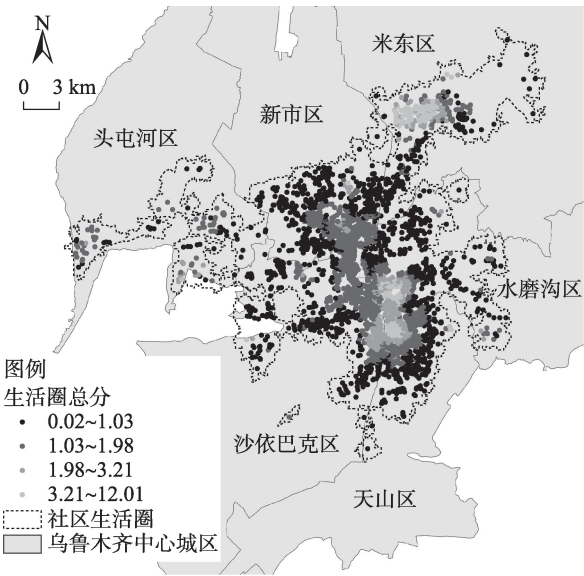 N
0 3 km
米东区
新市区
头屯河区
水磨沟区
沙依巴克区
天山区
图例
生活圈总分
0.02~1.03
1.03~1.98
1.98~3.21
3.21~12.01
社区生活圈
乌鲁木齐中心城区